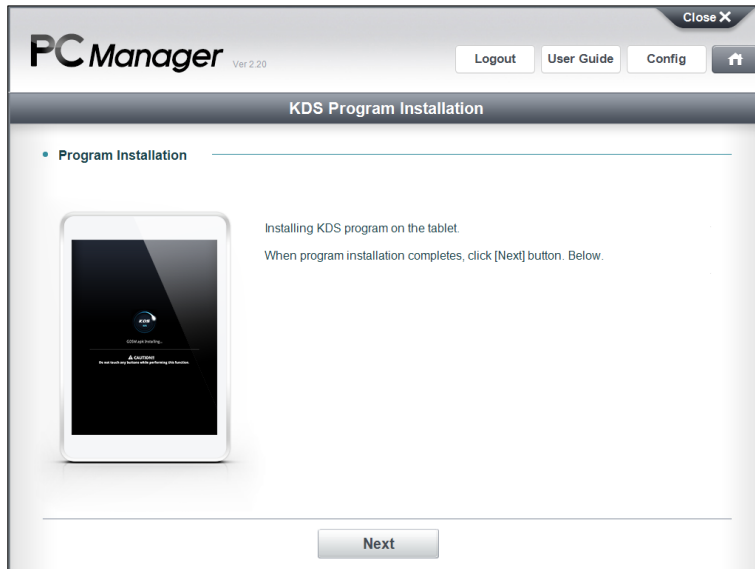 Close X
PC Manager Ver 2.20
Logout User Guide Config
KDS Program Installation
Program Installation
Installing KDS program on the tablet.
When program installation completes, click [Next] button. Below.
KDS
Installing...
CAUTION!!
Do not touch any buttons while performing this function.
Next